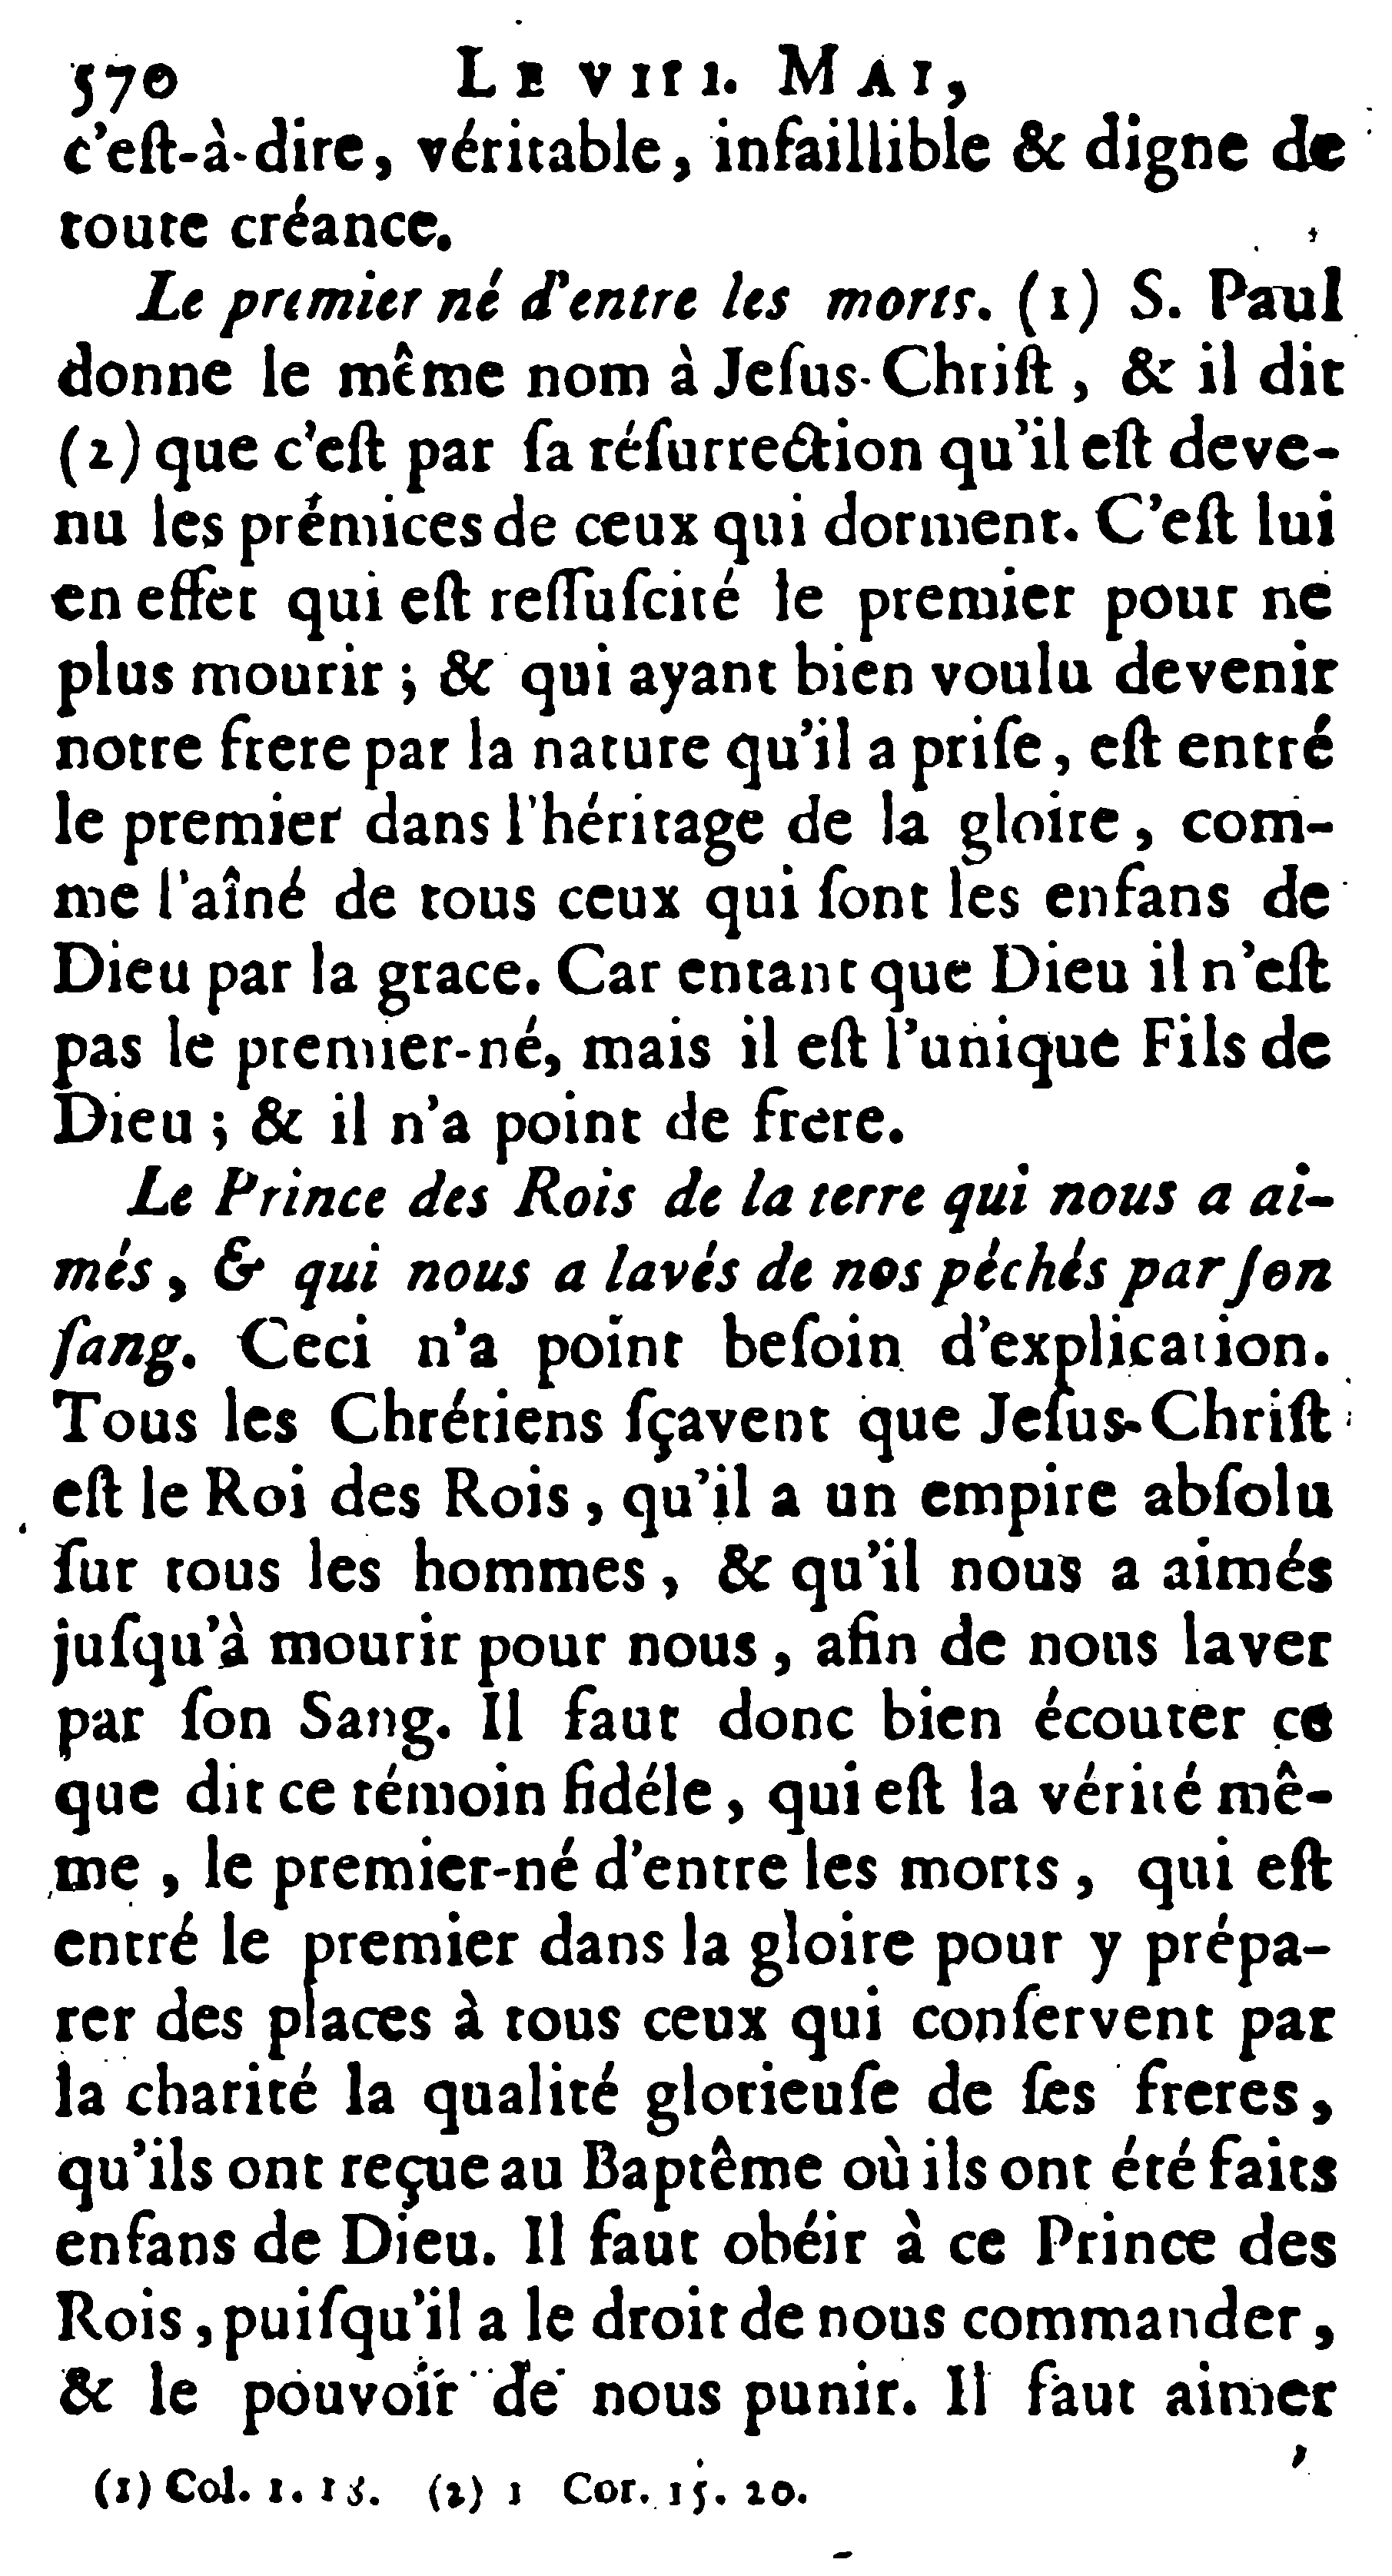 570 LE VIII. MAI,
c'eſt-à-dire, véritable, infaillible & digne de
toute créance.
Le premier né d'entre les morts. (1) S. Paul
donne le même nom à Jeſus-Chriſt, & il dit
(2) que c'eſt par ſa réſurrection qu'il eſt deve-
nu les prémices de ceux qui dorment. C'eſt lui
en effet qui eſt reſſuſcité le premier pour ne
plus mourir ; & qui ayant bien voulu devenir
notre frere par la nature qu'il a priſe, eſt entré
le premier dans l'héritage de la gloire, com-
me l'aîné de tous ceux qui ſont les enfans de
Dieu par la grace. Car entant que Dieu il n'eſt
pas le premier-né, mais il eſt l'unique Fils de
Dieu ; & il n'a point de frere.
Le Prince des Rois de la terre qui nous a ai-
més, & qui nous a lavés de nos péchés par ſon
ſang. Ceci n'a point beſoin d'explication.
Tous les Chrétiens ſçavent que Jeſus-Chriſt
eſt le Roi des Rois, qu'il a un empire abſolu
ſur tous les hommes, & qu'il nous a aimés
juſqu'à mourir pour nous, afin de nous laver
par ſon Sang. Il faut donc bien écouter ce
que dit ce témoin fidéle, qui eſt la vérité mê-
me, le premier-né d'entre les morts, qui eſt
entré le premier dans la gloire pour y prépa-
rer des places à tous ceux qui conſervent par
la charité la qualité glorieuſe de ſes freres,
qu'ils ont reçue au Baptême où ils ont été faits
enfans de Dieu. Il faut obéir à ce Prince des
Rois, puiſqu'il a le droit de nous commander,
& le pouvoir de nous punir. Il faut aimer
(1) Col. 1. 18. (2) 1 Cor. 15. 20.